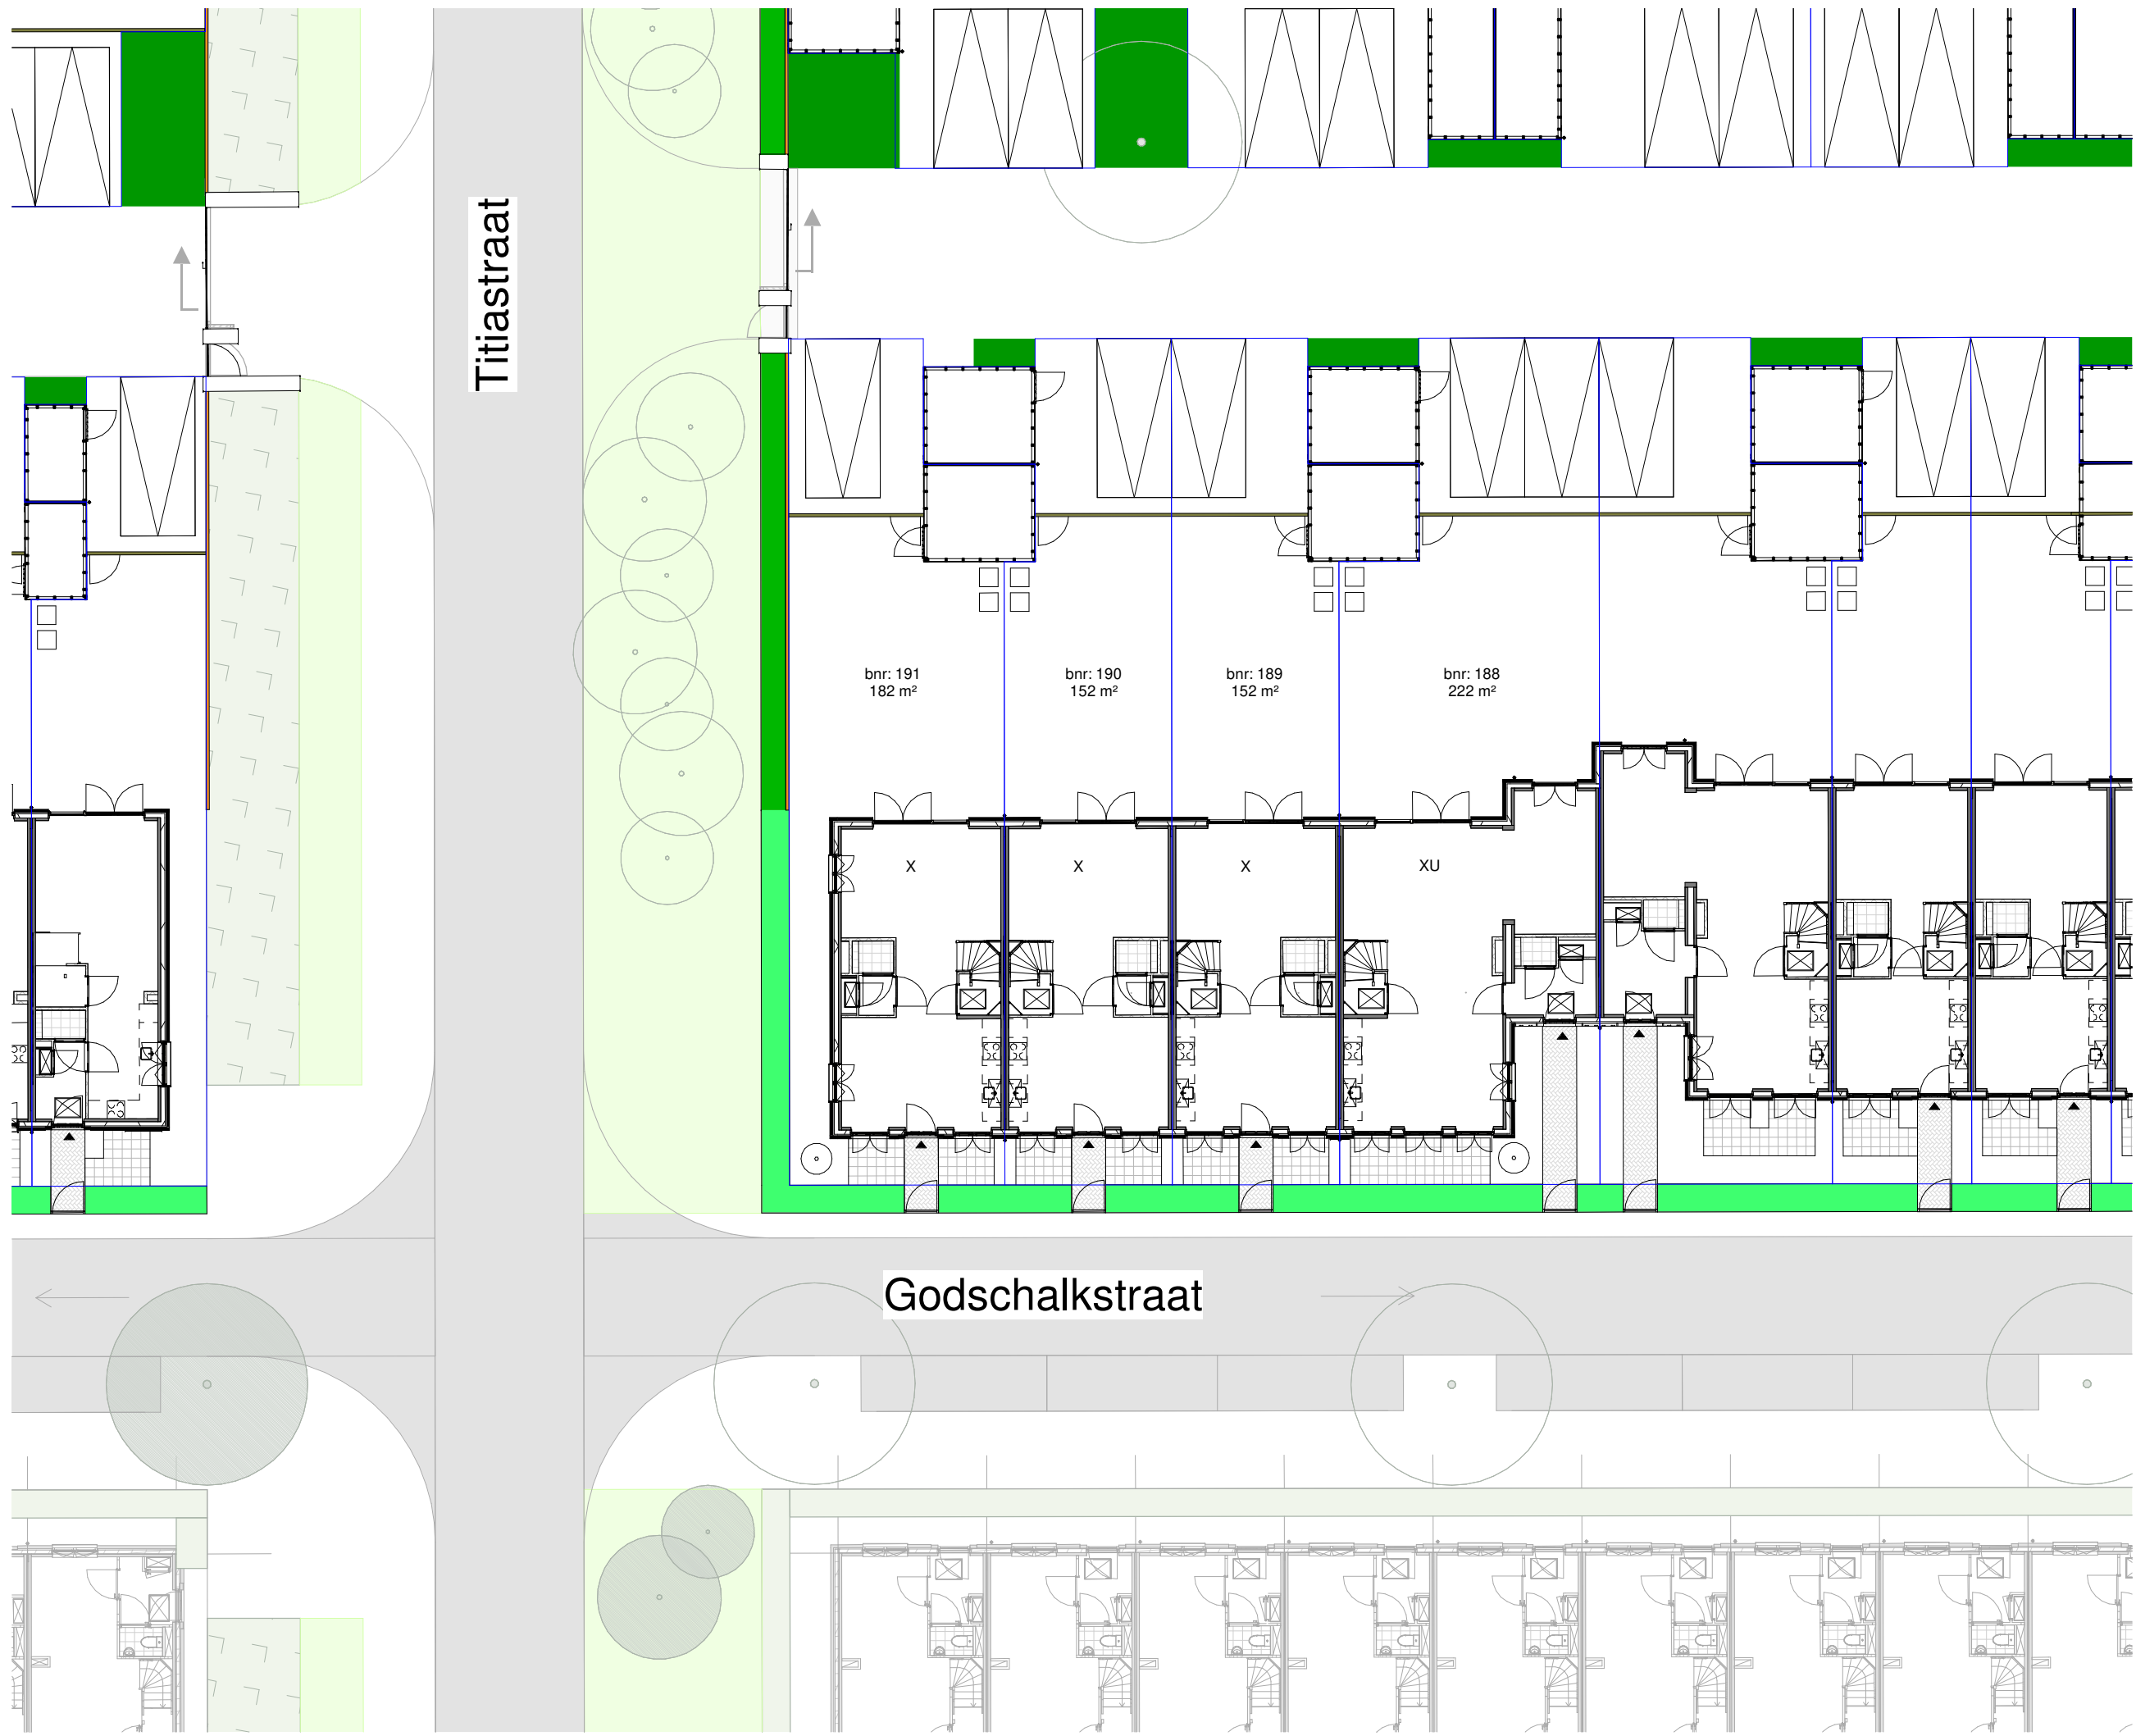 Titiastraat
bnr: 191
182 m²
bnr: 190
152 m²
bnr: 189
152 m²
bnr: 188
222 m²
X
X
X
XU
Godschalkstraat